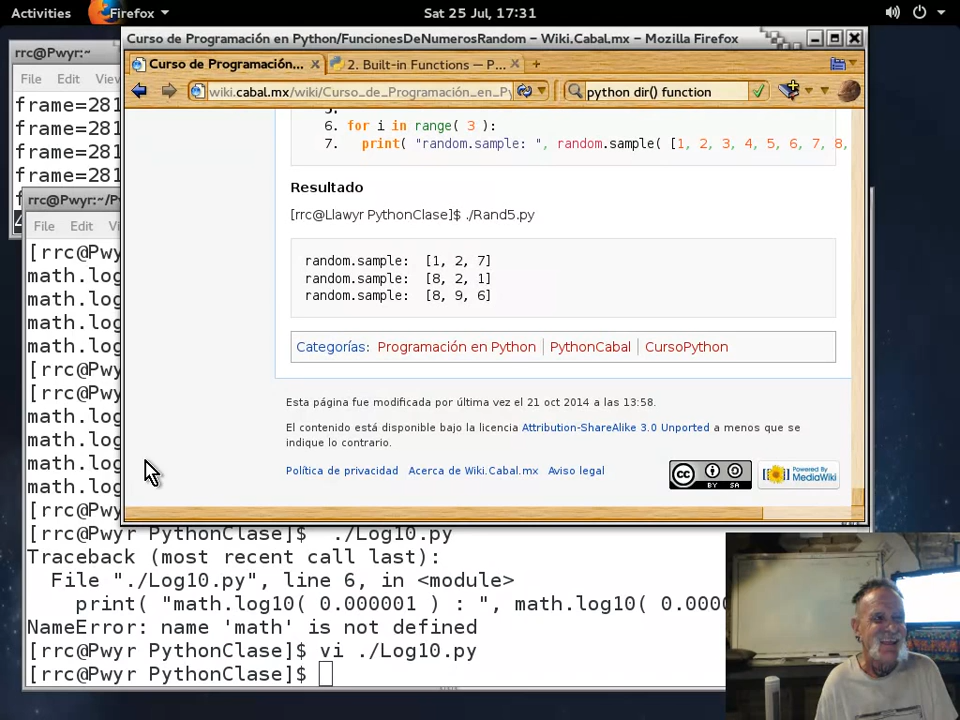 Activities Firefox Sat 25 Jul, 17:31
Curso de Programación en Python/FuncionesDeNumerosRandom – Wiki.Cabal.mx – Mozilla Firefox
rrc@Pwyr:~
Curso de Programación... 2. Built-in Functions — P...
File Edit View
wiki.cabal.mx/wiki/Curso_de_Programación_en_Py python dir() function
frame=281
frame=281
frame=281
frame=281
6. for i in range( 3 ):
7. print( "random.sample: ", random.sample( [1, 2, 3, 4, 5, 6, 7, 8,
Resultado
[rrc@Llawyr PythonClase]$ ./Rand5.py
random.sample: [1, 2, 7]
random.sample: [8, 2, 1]
random.sample: [8, 9, 6]
Categorías: Programación en Python | PythonCabal | CursoPython
Esta página fue modificada por última vez el 21 oct 2014 a las 13:58.
El contenido está disponible bajo la licencia Attribution-ShareAlike 3.0 Unported a menos que se
indique lo contrario.
Política de privacidad Acerca de Wiki.Cabal.mx Aviso legal
cc BY SA Powered By MediaWiki
rrc@Pwyr:~/P
File Edit Vi
[rrc@Pwy
math.log
math.log
math.log
math.log
[rrc@Pwy
[rrc@Pwy
math.log
math.log
math.log
math.log
[rrc@Pwy
[rrc@Pwyr PythonClase]$ ./Log10.py
Traceback (most recent call last):
File "./Log10.py", line 6, in <module>
print( "math.log10( 0.000001 ) : ", math.log10( 0.000
NameError: name 'math' is not defined
[rrc@Pwyr PythonClase]$ vi ./Log10.py
[rrc@Pwyr PythonClase]$